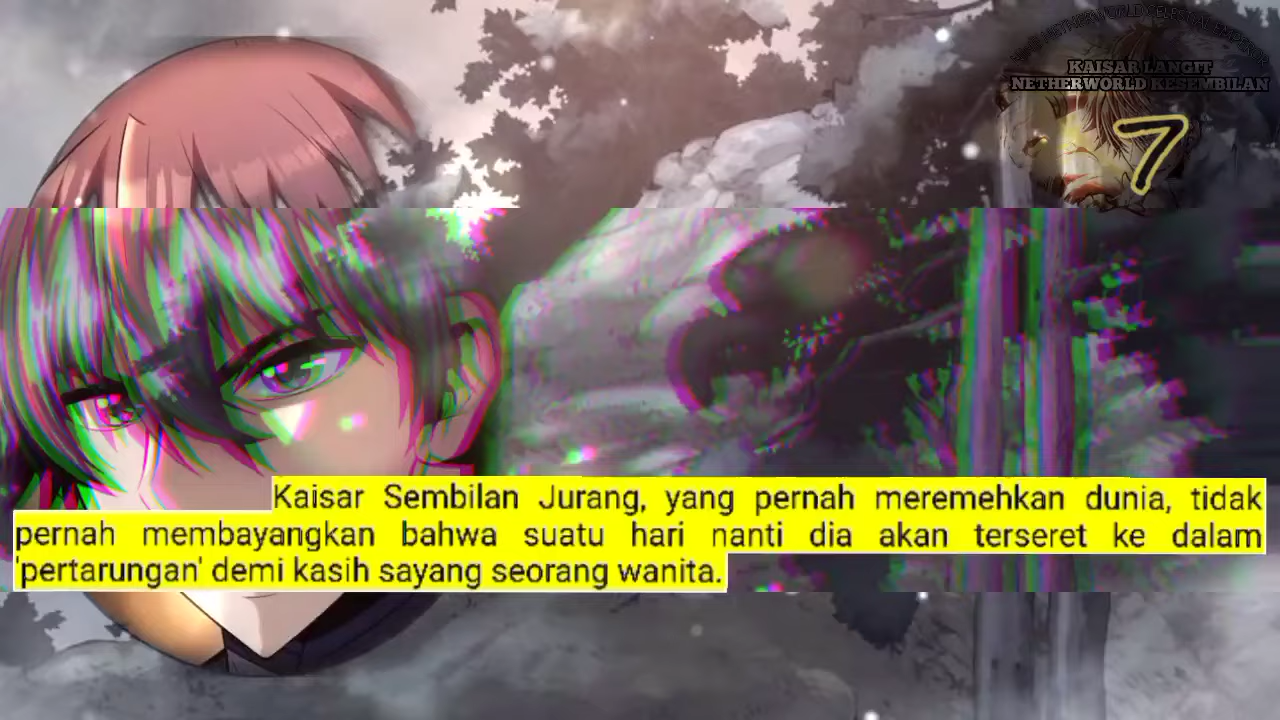 KAISAR LANGIT
NETHERWORLD KESEMBILAN
7
Kaisar Sembilan Jurang, yang pernah meremehkan dunia, tidak
pernah membayangkan bahwa suatu hari nanti dia akan terseret ke dalam
'pertarungan' demi kasih sayang seorang wanita.